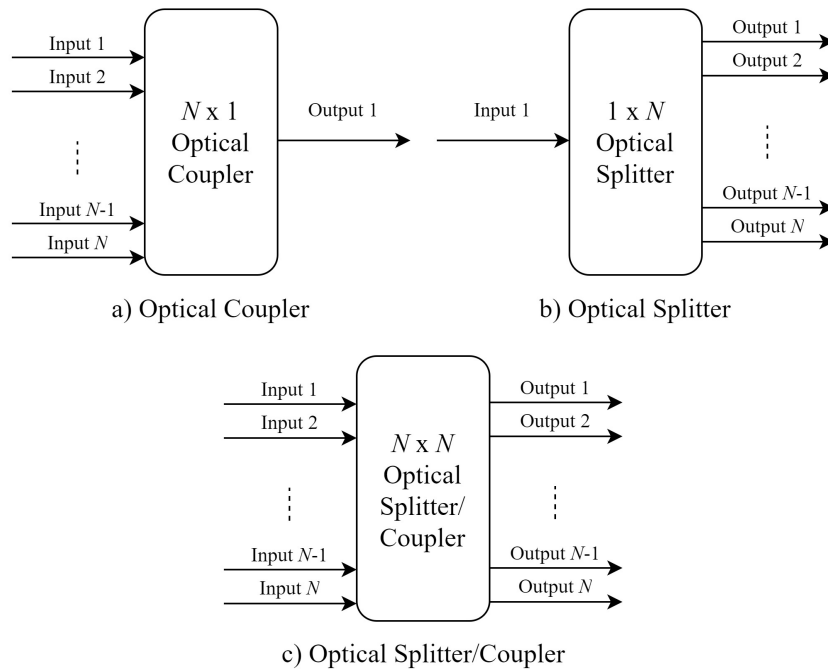 Input 1
Input 2
Input N-1
Input N
N x 1
Optical
Coupler
Output 1
a) Optical Coupler
Input 1
1 x N
Optical
Splitter
Output 1
Output 2
Output N-1
Output N
b) Optical Splitter
Input 1
Input 2
Input N-1
Input N
N x N
Optical
Splitter/
Coupler
Output 1
Output 2
Output N-1
Output N
c) Optical Splitter/Coupler